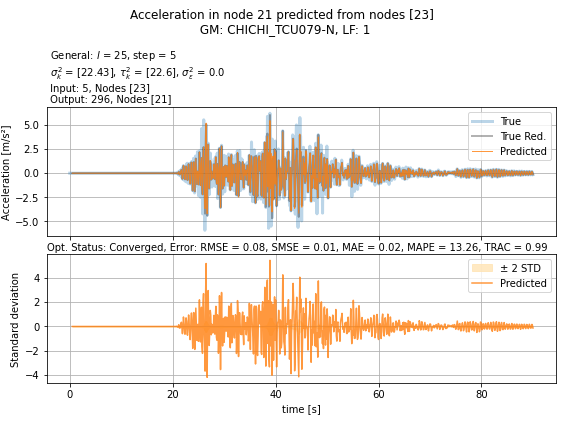 Acceleration in node 21 predicted from nodes [23]
GM: CHICHI_TCU079-N, LF: 1
General: l = 25, step = 5
σ²ₖ = [22.43], τ²ₖ = [22.6], σ²ε = 0.0
Input: 5, Nodes [23]
Output: 296, Nodes [21]
Acceleration [m/s²]
5.0
2.5
0.0
−2.5
−5.0
True
True Red.
Predicted
Opt. Status: Converged, Error: RMSE = 0.08, SMSE = 0.01, MAE = 0.02, MAPE = 13.26, TRAC = 0.99
Standard deviation
4
2
0
−2
−4
± 2 STD
Predicted
0 20 40 60 80
time [s]